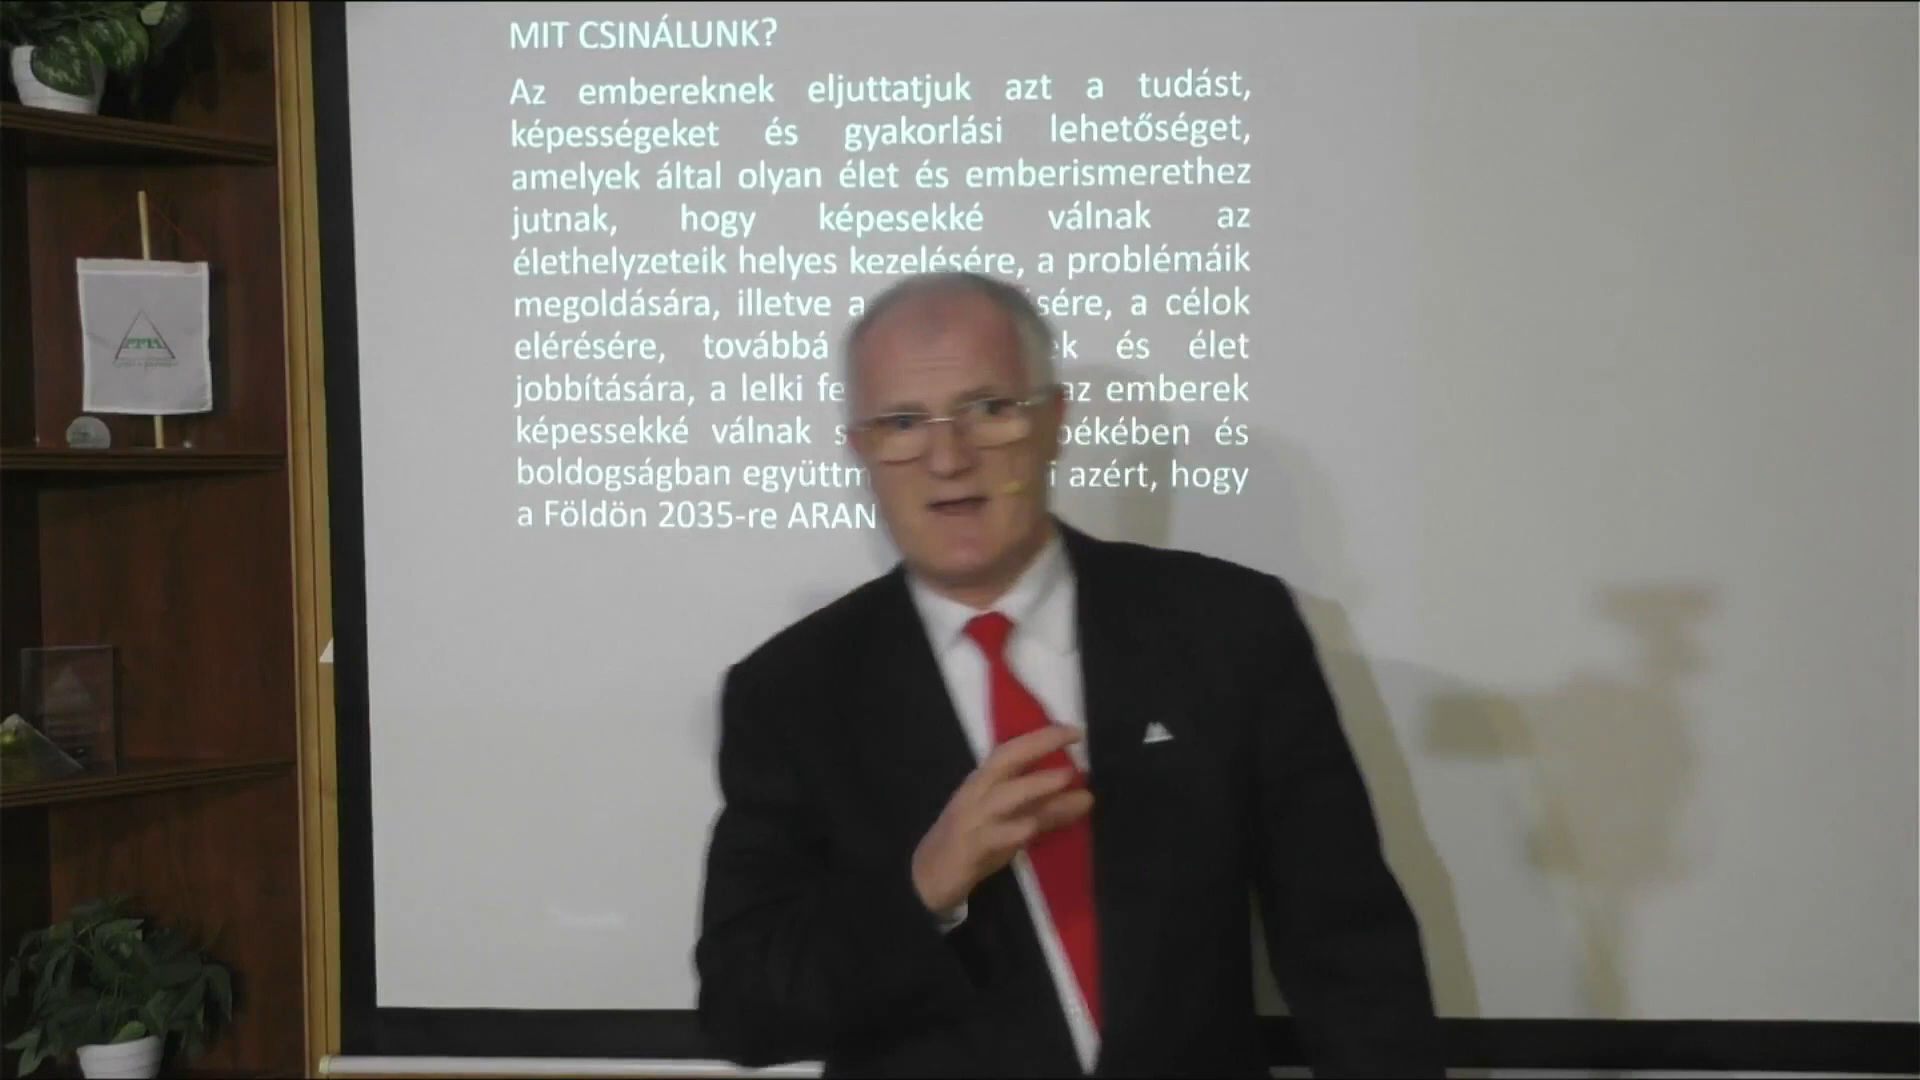 MIT CSINÁLUNK?
Az embereknek eljuttatjuk azt a tudást,
képességeket és gyakorlási lehetőséget,
amelyek által olyan élet és emberismerethez
jutnak, hogy képesekké válnak az
élethelyzeteik helyes kezelésére, a problémáik
megoldására, illetve a sére, a célok
elérésére, továbbá ek és élet
jobbítására, a lelki fe az emberek
képessekké válnak s békében és
boldogságban együttm i azért, hogy
a Földön 2035-re ARAN